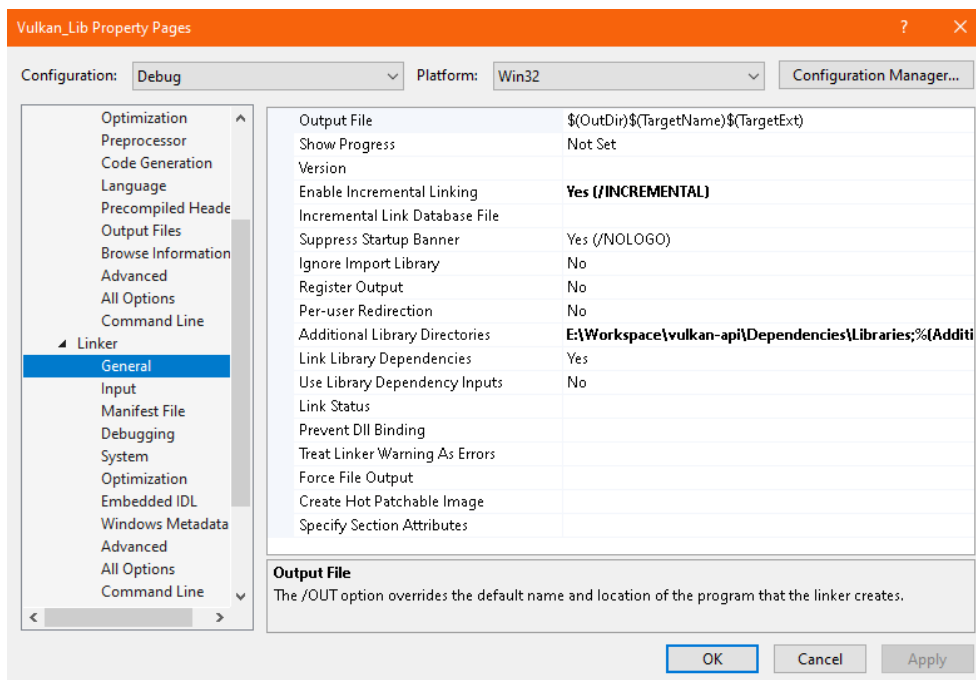 Vulkan_Lib Property Pages ? ×
Configuration: Debug Platform: Win32 Configuration Manager...
Optimization
Preprocessor
Code Generation
Language
Precompiled Heade
Output Files
Browse Information
Advanced
All Options
Command Line
Linker
General
Input
Manifest File
Debugging
System
Optimization
Embedded IDL
Windows Metadata
Advanced
All Options
Command Line
Output File $(OutDir)$(TargetName)$(TargetExt)
Show Progress Not Set
Version
Enable Incremental Linking Yes (/INCREMENTAL)
Incremental Link Database File
Suppress Startup Banner Yes (/NOLOGO)
Ignore Import Library No
Register Output No
Per-user Redirection No
Additional Library Directories E:\Workspace\vulkan-api\Dependencies\Libraries;%(Additi
Link Library Dependencies Yes
Use Library Dependency Inputs No
Link Status
Prevent Dll Binding
Treat Linker Warning As Errors
Force File Output
Create Hot Patchable Image
Specify Section Attributes
Output File
The /OUT option overrides the default name and location of the program that the linker creates.
OK Cancel Apply